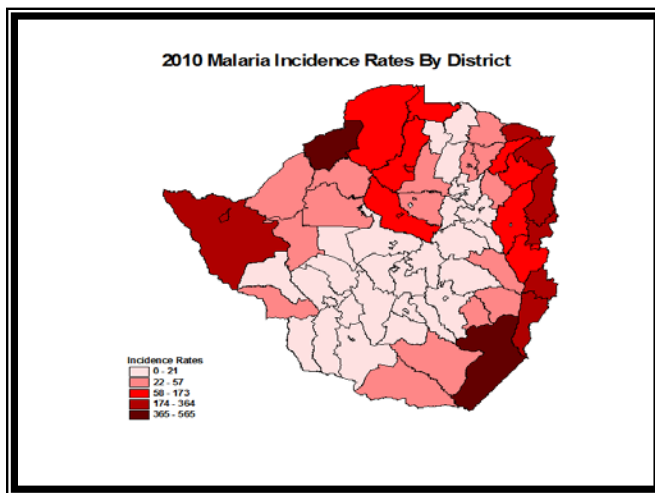 2010 Malaria Incidence Rates By District
Incidence Rates
0 - 21
22 - 57
58 - 173
174 - 364
365 - 565